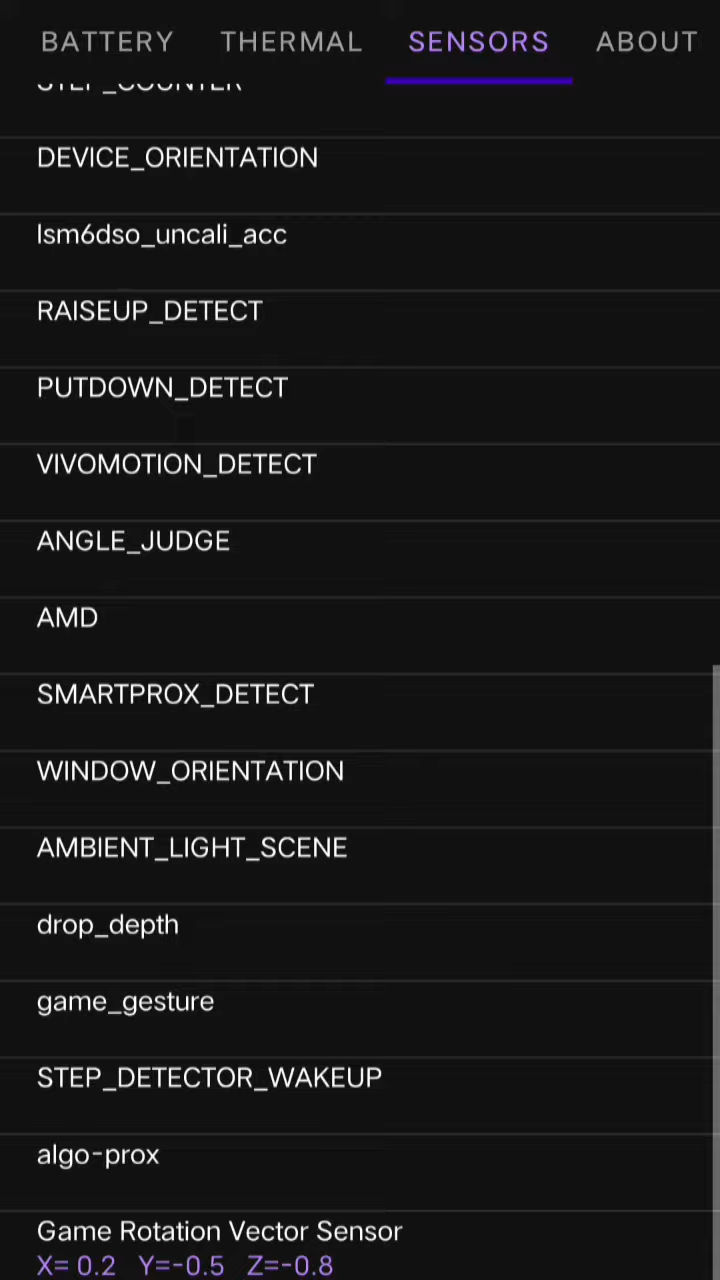 BATTERY THERMAL SENSORS ABOUT
STEP_COUNTER
DEVICE_ORIENTATION
lsm6dso_uncali_acc
RAISEUP_DETECT
PUTDOWN_DETECT
VIVOMOTION_DETECT
ANGLE_JUDGE
AMD
SMARTPROX_DETECT
WINDOW_ORIENTATION
AMBIENT_LIGHT_SCENE
drop_depth
game_gesture
STEP_DETECTOR_WAKEUP
algo-prox
Game Rotation Vector Sensor
X= 0.2 Y=-0.5 Z=-0.8